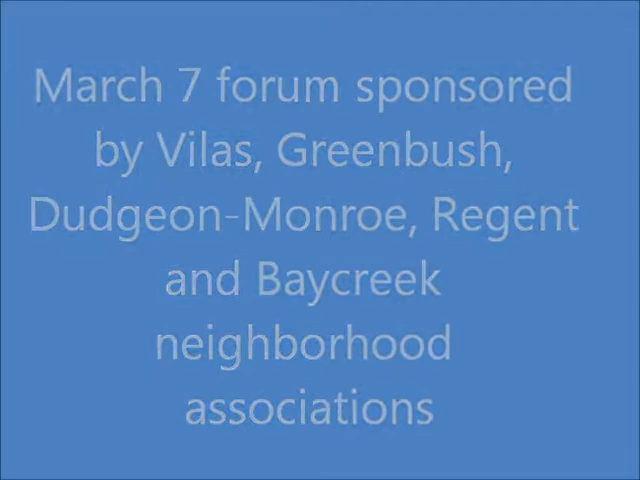 March 7 forum sponsored
by Vilas, Greenbush,
Dudgeon-Monroe, Regent
and Baycreek
neighborhood
associations